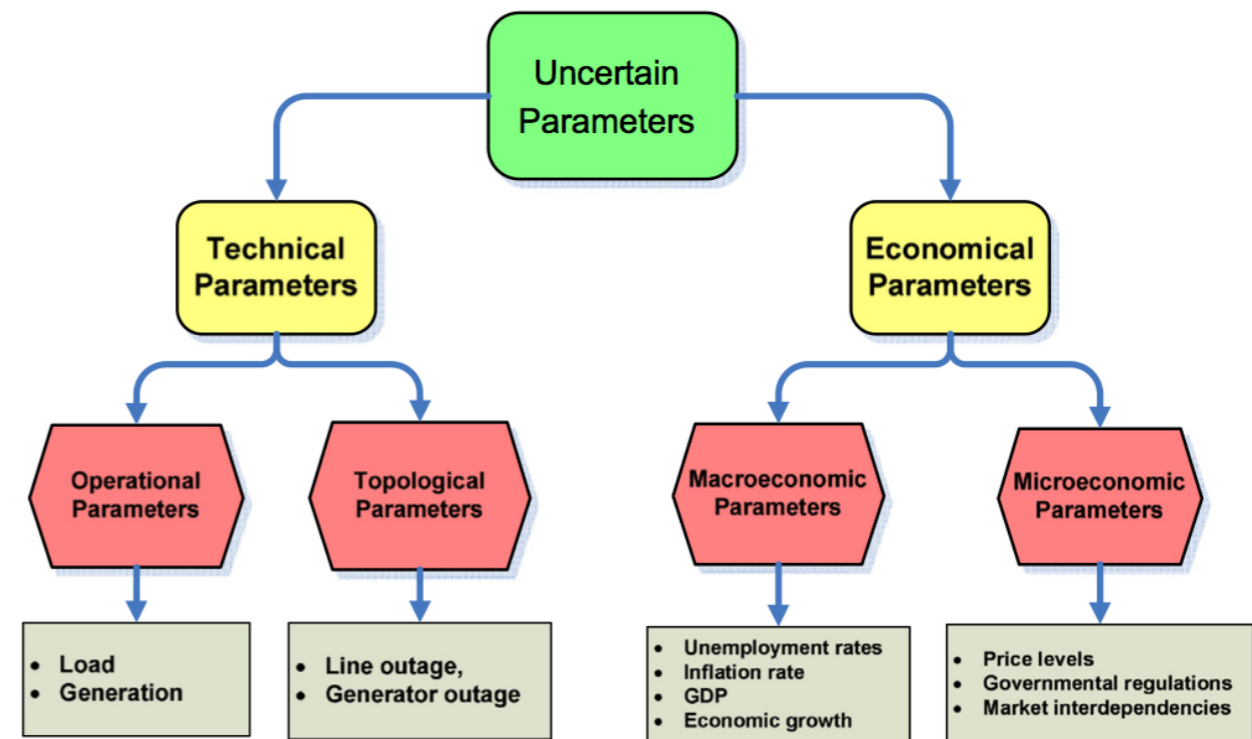 Uncertain
Parameters
Technical
Parameters
Economical
Parameters
Operational
Parameters
Topological
Parameters
Macroeconomic
Parameters
Microeconomic
Parameters
• Load
• Generation
• Line outage,
• Generator outage
• Unemployment rates
• Inflation rate
• GDP
• Economic growth
• Price levels
• Governmental regulations
• Market interdependencies